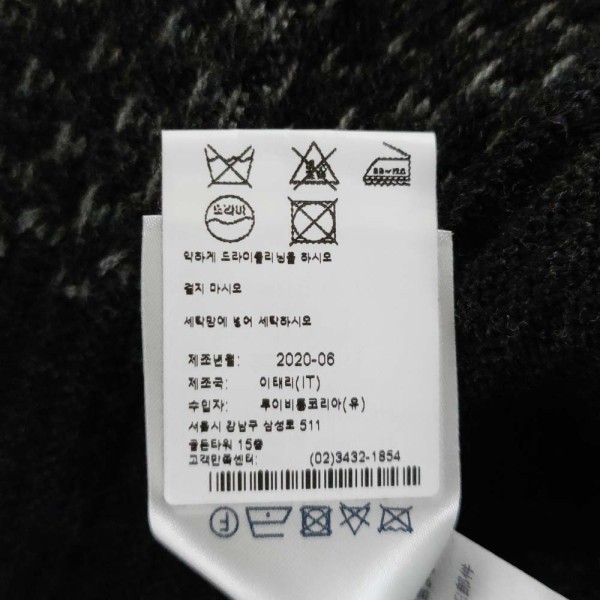 드라이
약하게 드라이클리닝을 하시오
걸지 마시오
세탁망에 넣어 세탁하시오
제조년월: 2020-06
제조국: 이태리(IT)
수입자: 루이비통코리아(유)
서울시 강남구 삼성로 511
골든타워 15층
고객만족센터: (02)3432-1854
F
部件